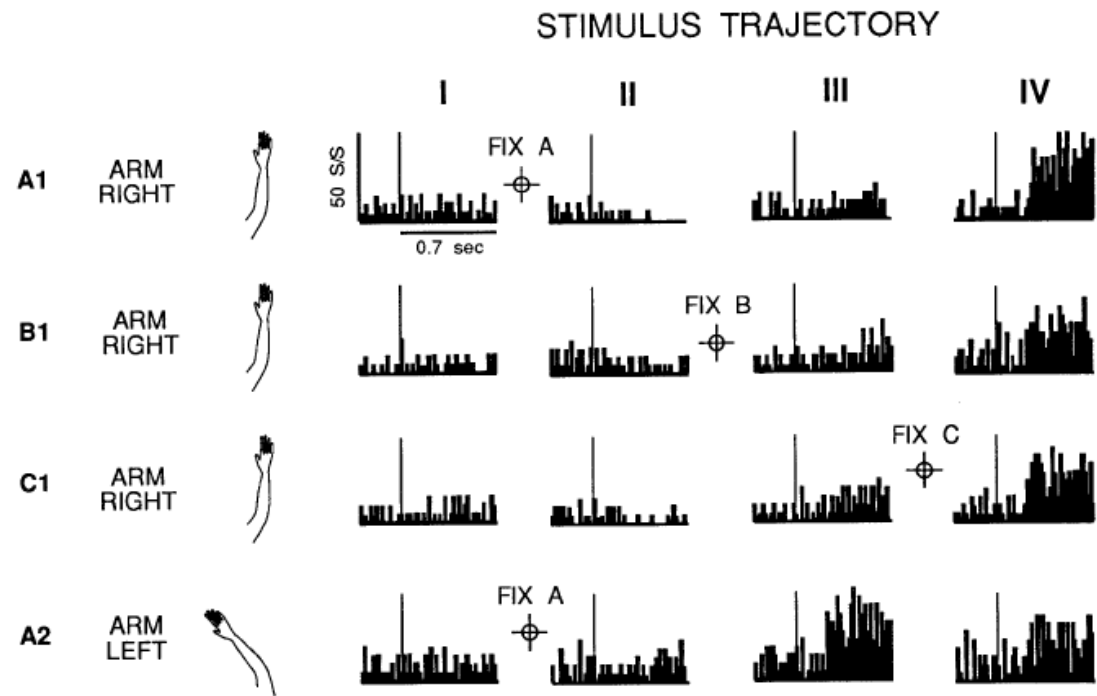 STIMULUS TRAJECTORY
I II III IV
A1 ARM RIGHT 50 S/S FIX A
0.7 sec
B1 ARM RIGHT FIX B
C1 ARM RIGHT FIX C
A2 ARM LEFT FIX A